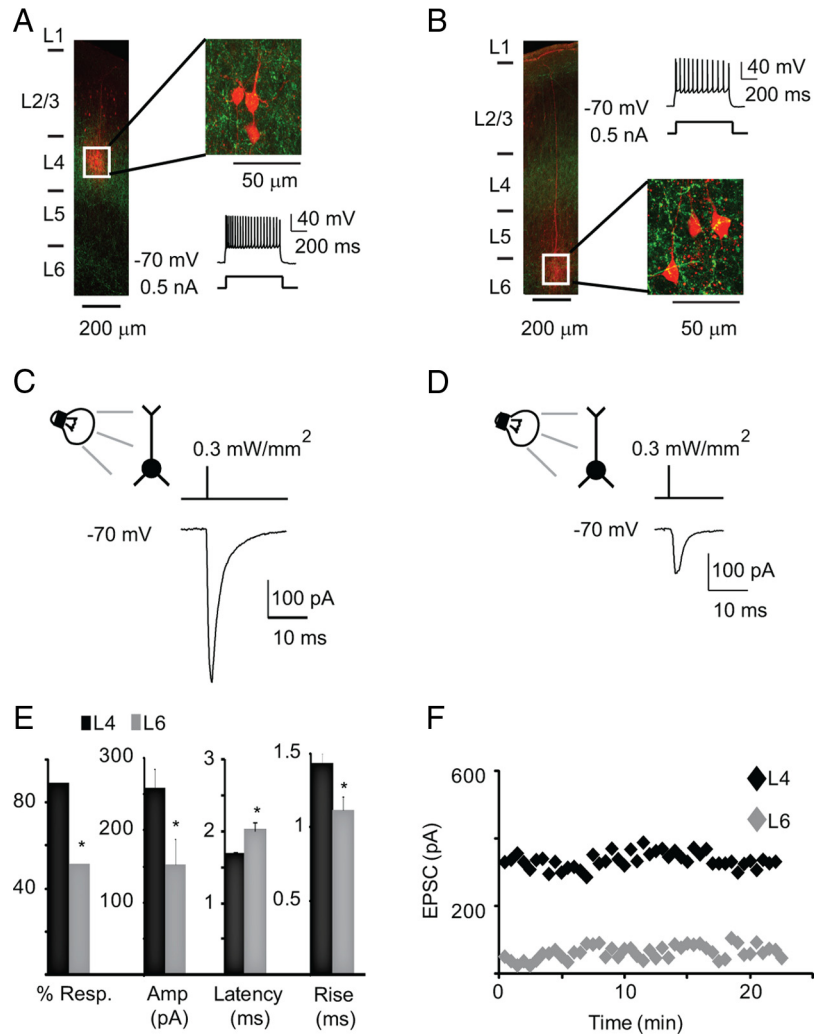 A
L1
L2/3
L4
L5
L6
200 µm
50 µm
40 mV
200 ms
-70 mV
0.5 nA
B
L1
L2/3
L4
L5
L6
200 µm
40 mV
200 ms
-70 mV
0.5 nA
50 µm
C
0.3 mW/mm2
-70 mV
100 pA
10 ms
D
0.3 mW/mm2
-70 mV
100 pA
10 ms
E
L4 L6
80
40
% Resp.
300
250
150
100
Amp
(pA)
3
2
1
Latency
(ms)
1.5
1
0.5
Rise
(ms)
*
*
*
*
F
L4
L6
600
200
EPSC (pA)
0 10 20
Time (min)